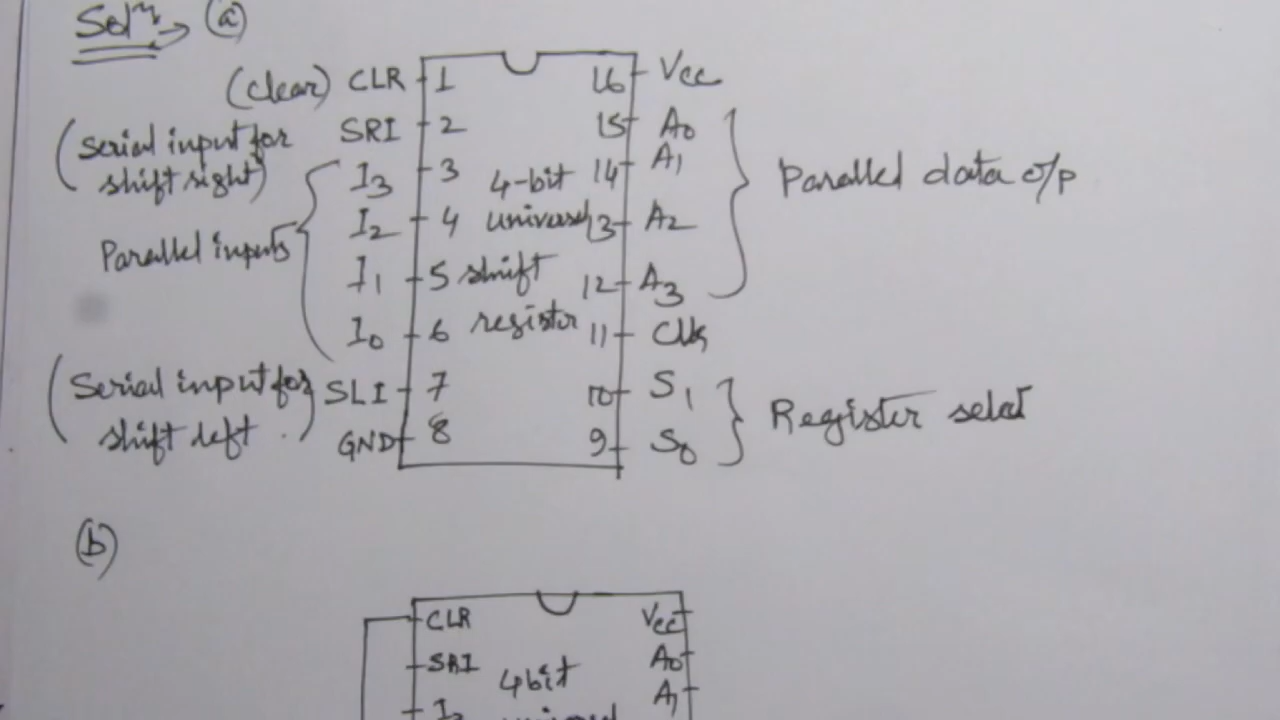 Solⁿ → (a)
(clear) CLR 1 16 Vcc
(Serial input for shift right) SRI 2 15 A0
I3 3 4-bit 14 A1 Parallel data o/p
I2 4 universal 13 A2
Parallel inputs
I1 5 shift 12 A3
I0 6 register 11 Clk
(Serial input for shift left) SLI 7 10 S1
Register select
GND 8 9 S0
(b)
CLR Vcc
SRI 4bit A0
universal A1